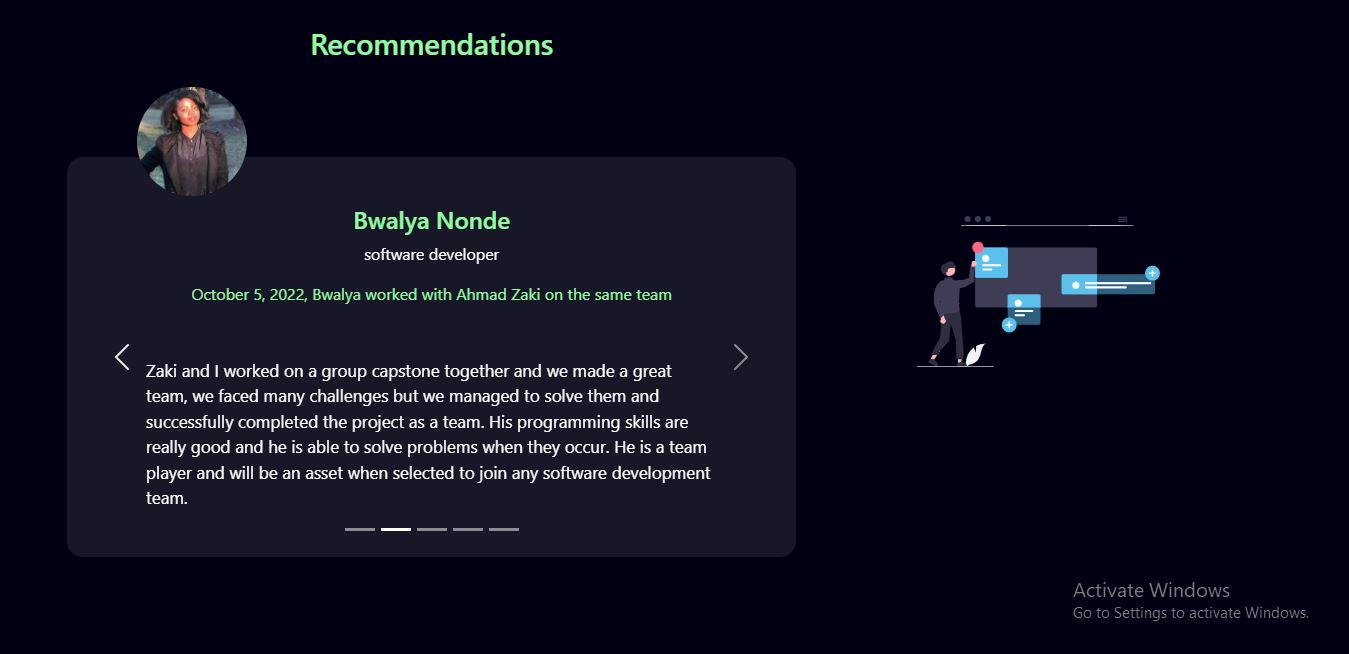 Recommendations
Bwalya Nonde
software developer
October 5, 2022, Bwalya worked with Ahmad Zaki on the same team
Zaki and I worked on a group capstone together and we made a great
team, we faced many challenges but we managed to solve them and
successfully completed the project as a team. His programming skills are
really good and he is able to solve problems when they occur. He is a team
player and will be an asset when selected to join any software development
team.
Activate Windows
Go to Settings to activate Windows.